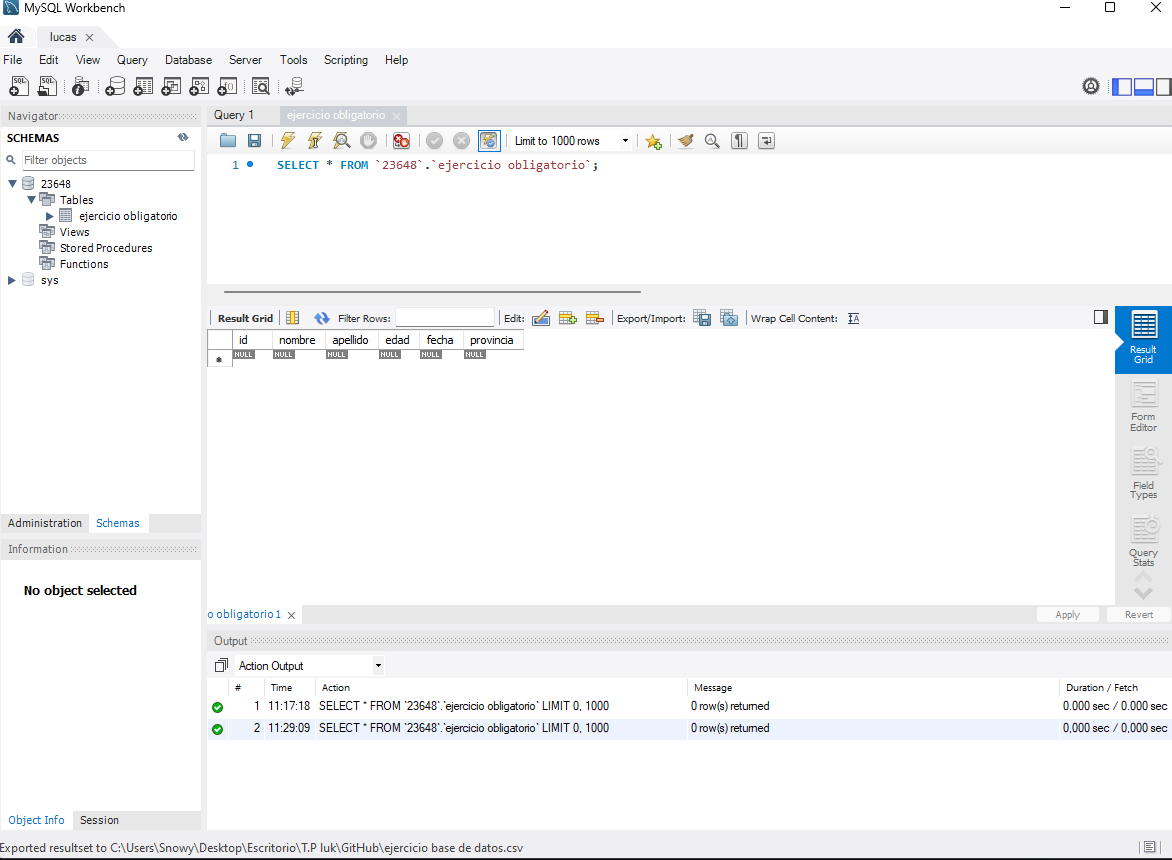 MySQL Workbench
lucas
File Edit View Query Database Server Tools Scripting Help
Navigator
SCHEMAS
Filter objects
23648
Tables
ejercicio obligatorio
Views
Stored Procedures
Functions
sys
Administration Schemas
Information
No object selected
Object Info Session
Query 1 ejercicio obligatorio
Limit to 1000 rows
1 SELECT * FROM `23648`.`ejercicio obligatorio`;
Result Grid Filter Rows: Edit: Export/Import: Wrap Cell Content:
id nombre apellido edad fecha provincia
NULL NULL NULL NULL NULL NULL
Result
Grid
Form
Editor
Field
Types
Query
Stats
o obligatorio 1 Apply Revert
Output
Action Output
# Time Action Message Duration / Fetch
1 11:17:18 SELECT * FROM `23648`.`ejercicio obligatorio` LIMIT 0, 1000 0 row(s) returned 0.000 sec / 0.000 sec
2 11:29:09 SELECT * FROM `23648`.`ejercicio obligatorio` LIMIT 0, 1000 0 row(s) returned 0,000 sec / 0,000 sec
Exported resultset to C:\Users\Snowy\Desktop\Escritorio\T.P luk\GitHub\ejercicio base de datos.csv